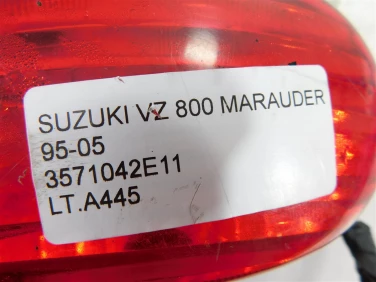 SUZUKI VZ 800 MARAUDER
95-05
3571042E11
LT.A445